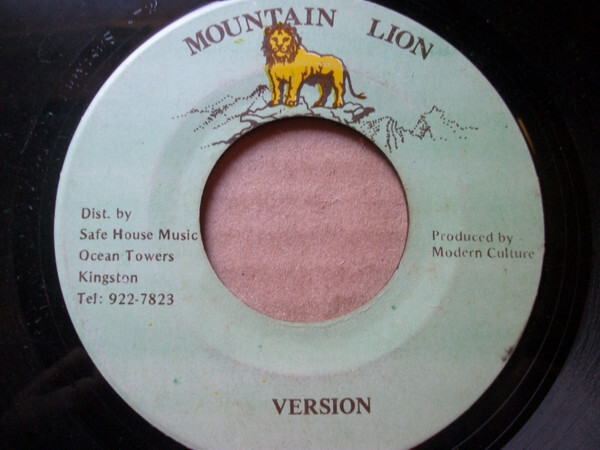 MOUNTAIN LION
Dist. by
Safe House Music
Ocean Towers
Kingston
Tel: 922-7823
Produced by
Modern Culture
VERSION